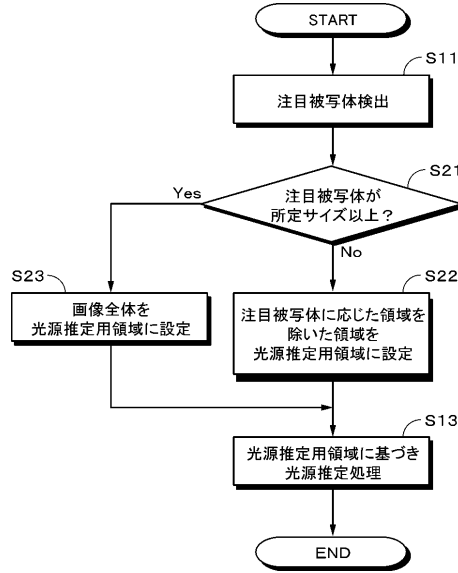 START
S11
注目被写体検出
S21
注目被写体が
所定サイズ以上？
Yes
No
S23
画像全体を
光源推定用領域に設定
S22
注目被写体に応じた領域を
除いた領域を
光源推定用領域に設定
S13
光源推定用領域に基づき
光源推定処理
END